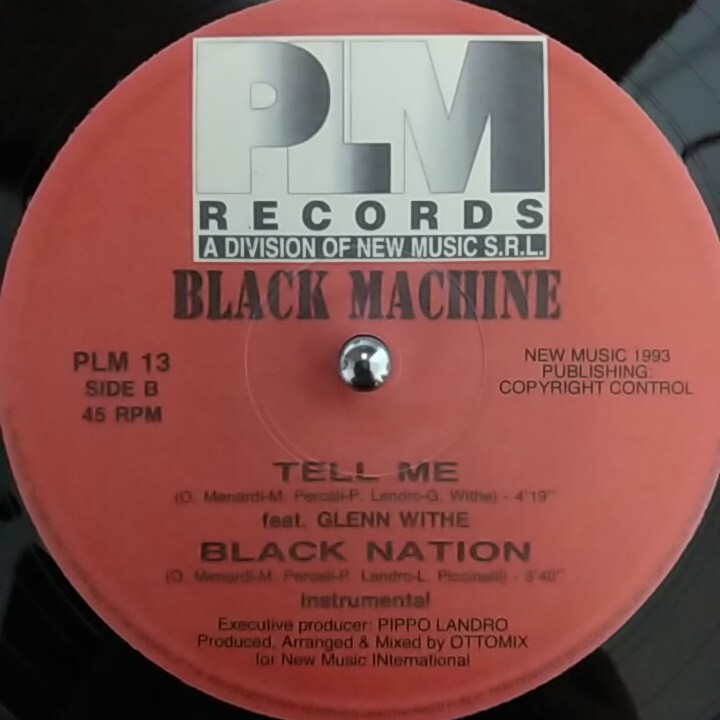 PLM
RECORDS
A DIVISION OF NEW MUSIC S.R.L.
BLACK MACHINE
PLM 13
SIDE B
45 RPM
NEW MUSIC 1993
PUBLISHING:
COPYRIGHT CONTROL
TELL ME
(O. Menardi-M. Percali-P. Landro-G. Withe) - 4'19"
feat. GLENN WITHE
BLACK NATION
(O. Menardi-M. Percali-P. Landro-L. Piccinelli) - 3'40"
Instrumental
Executive producer: PIPPO LANDRO
Produced, Arranged & Mixed by OTTOMIX
for New Music International